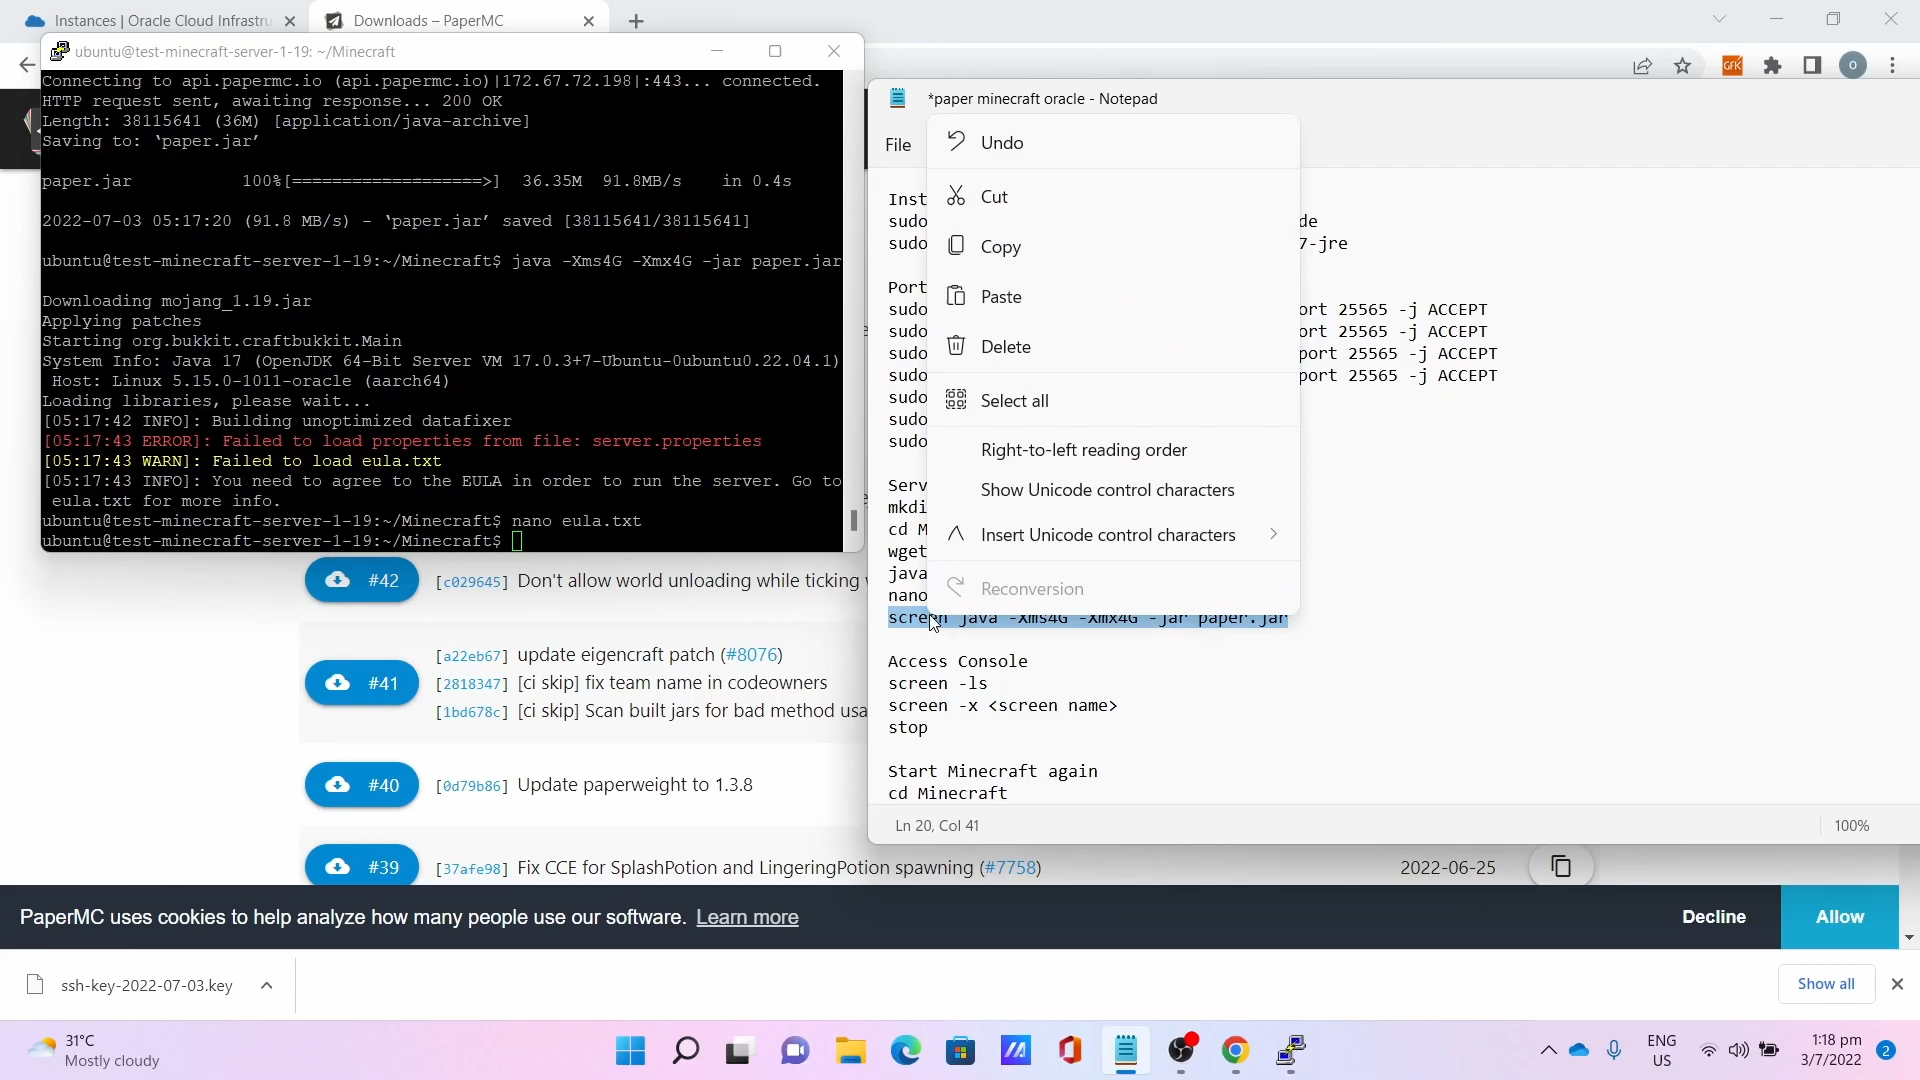 Instances | Oracle Cloud Infrastru
Downloads – PaperMC
ubuntu@test-minecraft-server-1-19: ~/Minecraft
Connecting to api.papermc.io (api.papermc.io)|172.67.72.198|:443... connected.
HTTP request sent, awaiting response... 200 OK
Length: 38115641 (36M) [application/java-archive]
Saving to: ‘paper.jar’
paper.jar 100%[===================>] 36.35M 91.8MB/s in 0.4s
2022-07-03 05:17:20 (91.8 MB/s) - ‘paper.jar’ saved [38115641/38115641]
ubuntu@test-minecraft-server-1-19:~/Minecraft$ java -Xms4G -Xmx4G -jar paper.jar
Downloading mojang_1.19.jar
Applying patches
Starting org.bukkit.craftbukkit.Main
System Info: Java 17 (OpenJDK 64-Bit Server VM 17.0.3+7-Ubuntu-0ubuntu0.22.04.1)
Host: Linux 5.15.0-1011-oracle (aarch64)
Loading libraries, please wait...
[05:17:42 INFO]: Building unoptimized datafixer
[05:17:43 ERROR]: Failed to load properties from file: server.properties
[05:17:43 WARN]: Failed to load eula.txt
[05:17:43 INFO]: You need to agree to the EULA in order to run the server. Go to
eula.txt for more info.
ubuntu@test-minecraft-server-1-19:~/Minecraft$ nano eula.txt
ubuntu@test-minecraft-server-1-19:~/Minecraft$
GFK
O
*paper minecraft oracle - Notepad
File
Inst
sudo de
sudo 7-jre
Port
sudo ort 25565 -j ACCEPT
sudo ort 25565 -j ACCEPT
sudo port 25565 -j ACCEPT
sudo port 25565 -j ACCEPT
sudo
sudo
sudo
Serv
mkdi
cd M
wget
java
nano
screen java -Xms4G -Xmx4G -jar paper.jar
Access Console
screen -ls
screen -x <screen name>
stop
Start Minecraft again
cd Minecraft
Ln 20, Col 41
100%
Undo
Cut
Copy
Paste
Delete
Select all
Right-to-left reading order
Show Unicode control characters
Insert Unicode control characters
Reconversion
#42 [c029645] Don't allow world unloading while ticking
#41 [a22eb67] update eigencraft patch (#8076)
[2818347] [ci skip] fix team name in codeowners
[1bd678c] [ci skip] Scan built jars for bad method usa
#40 [0d79b86] Update paperweight to 1.3.8
#39 [37afe98] Fix CCE for SplashPotion and LingeringPotion spawning (#7758) 2022-06-25
PaperMC uses cookies to help analyze how many people use our software. Learn more
Decline
Allow
ssh-key-2022-07-03.key
Show all
31°C
Mostly cloudy
ENG
US
1:18 pm
3/7/2022
2